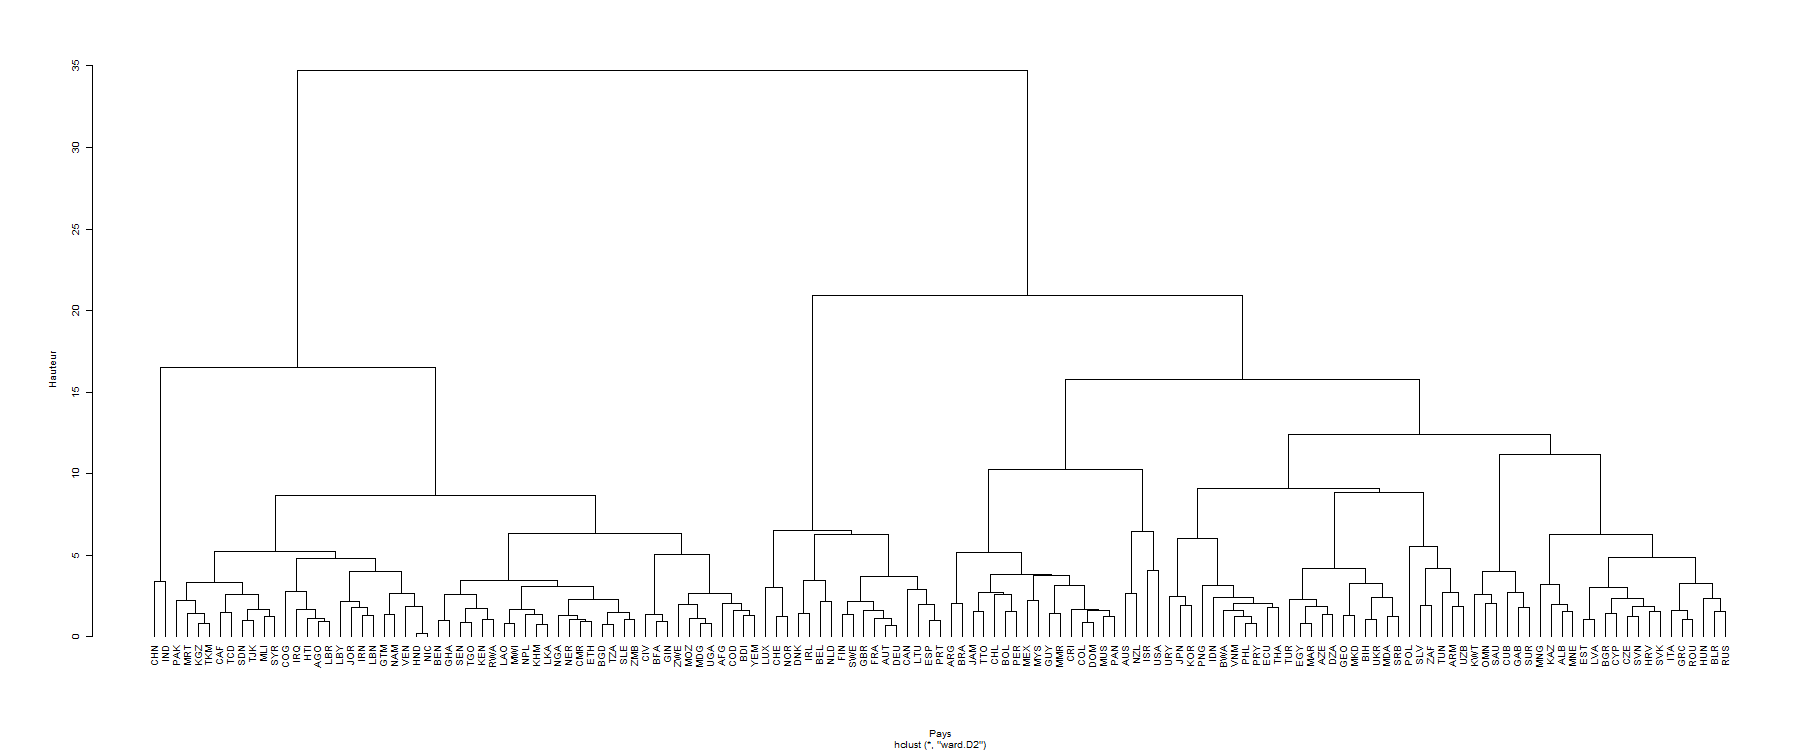 35
30
25
20
15
10
5
0
Hauteur
CHN IND PAK MRT KGZ TKM CAF TCD SDN TJK MLI SYR COG IRQ HTI AGO LBR LBY JOR IRN LBN GTM NAM VEN HND NIC BEN GHA SEN TGO KEN RWA LAO MWI NPL KHM LKA NGA NER CMR ETH BGD TZA SLE ZMB CIV BFA GIN ZWE MOZ MDG UGA AFG COD BDI YEM LUX CHE NOR DNK IRL BEL NLD FIN SWE GBR FRA AUT DEU CAN LTU ESP PRT ARG BRA JAM TTO CHL BOL PER MEX MYS GUY MMR CRI COL DOM MUS PAN AUS NZL ISR USA URY JPN KOR PNG IDN BWA VNM PHL PRY ECU THA TUR EGY MAR AZE DZA GEO MKD BIH UKR MDA SRB POL SLV ZAF TUN ARM UZB KWT OMN SAU CUB GAB SUR MNG KAZ ALB MNE EST LVA BGR CYP CZE SVN HRV SVK ITA GRC ROU HUN BLR RUS
Pays
hclust (*, "ward.D2")